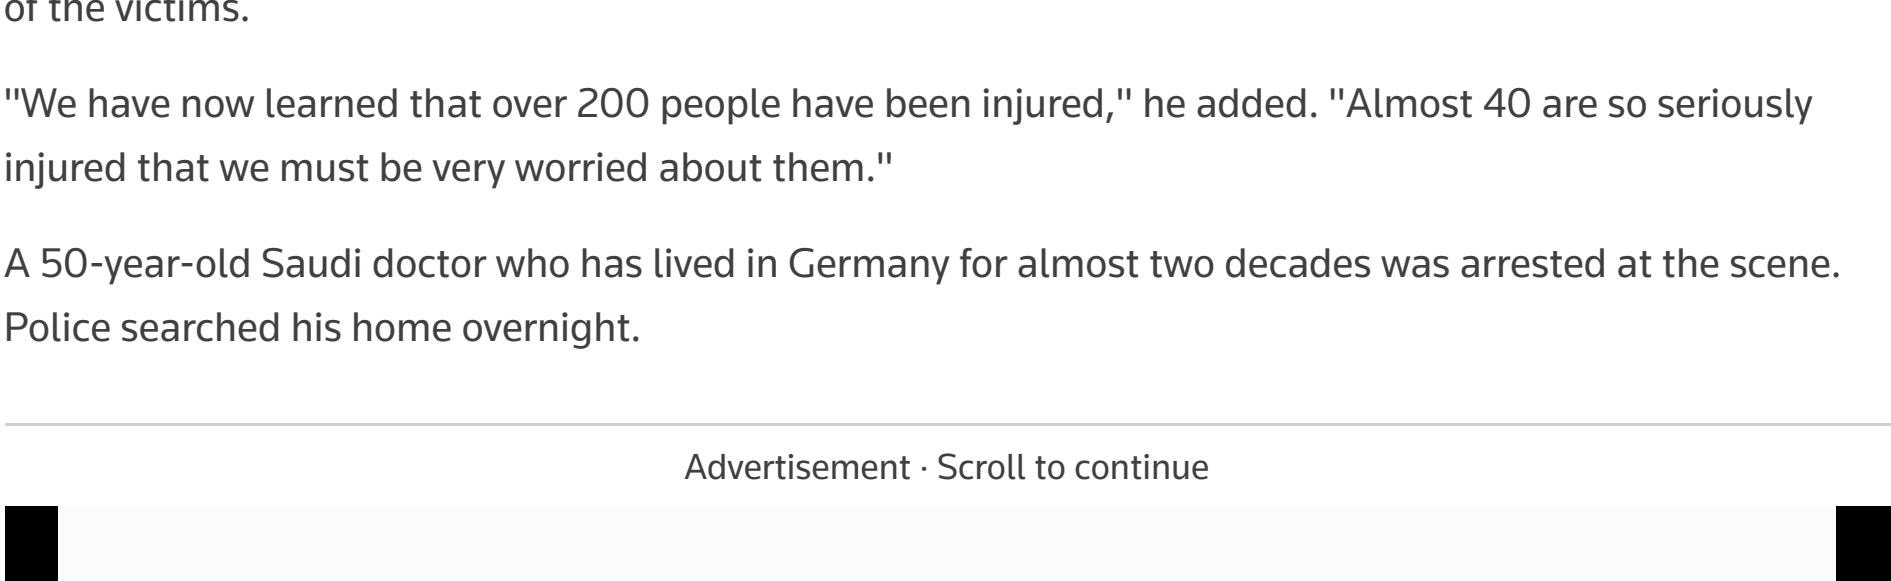 of the victims.
"We have now learned that over 200 people have been injured," he added. "Almost 40 are so seriously
injured that we must be very worried about them."
A 50-year-old Saudi doctor who has lived in Germany for almost two decades was arrested at the scene.
Police searched his home overnight.
Advertisement · Scroll to continue